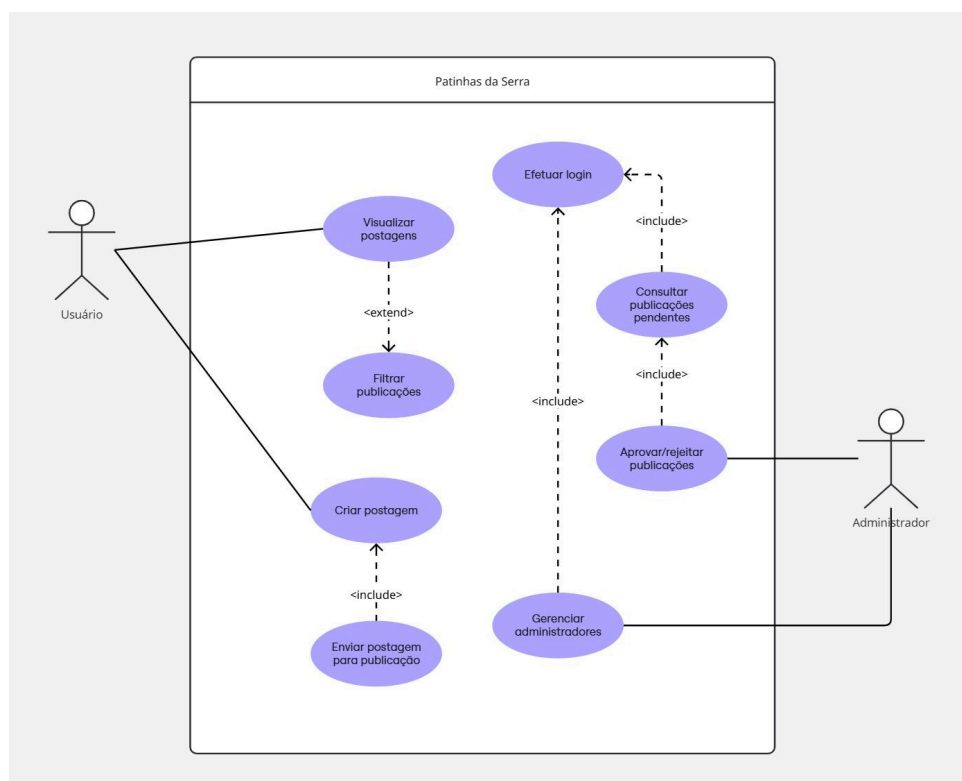 Patinhas da Serra
Efetuar login
<include>
Visualizar
postagens
Usuário
<extend>
Consultar
publicações
pendentes
Filtrar
publicações
<include>
<include>
Aprovar/rejeitar
publicações
Criar postagem
Administrador
<include>
Gerenciar
administradores
Enviar postagem
para publicação